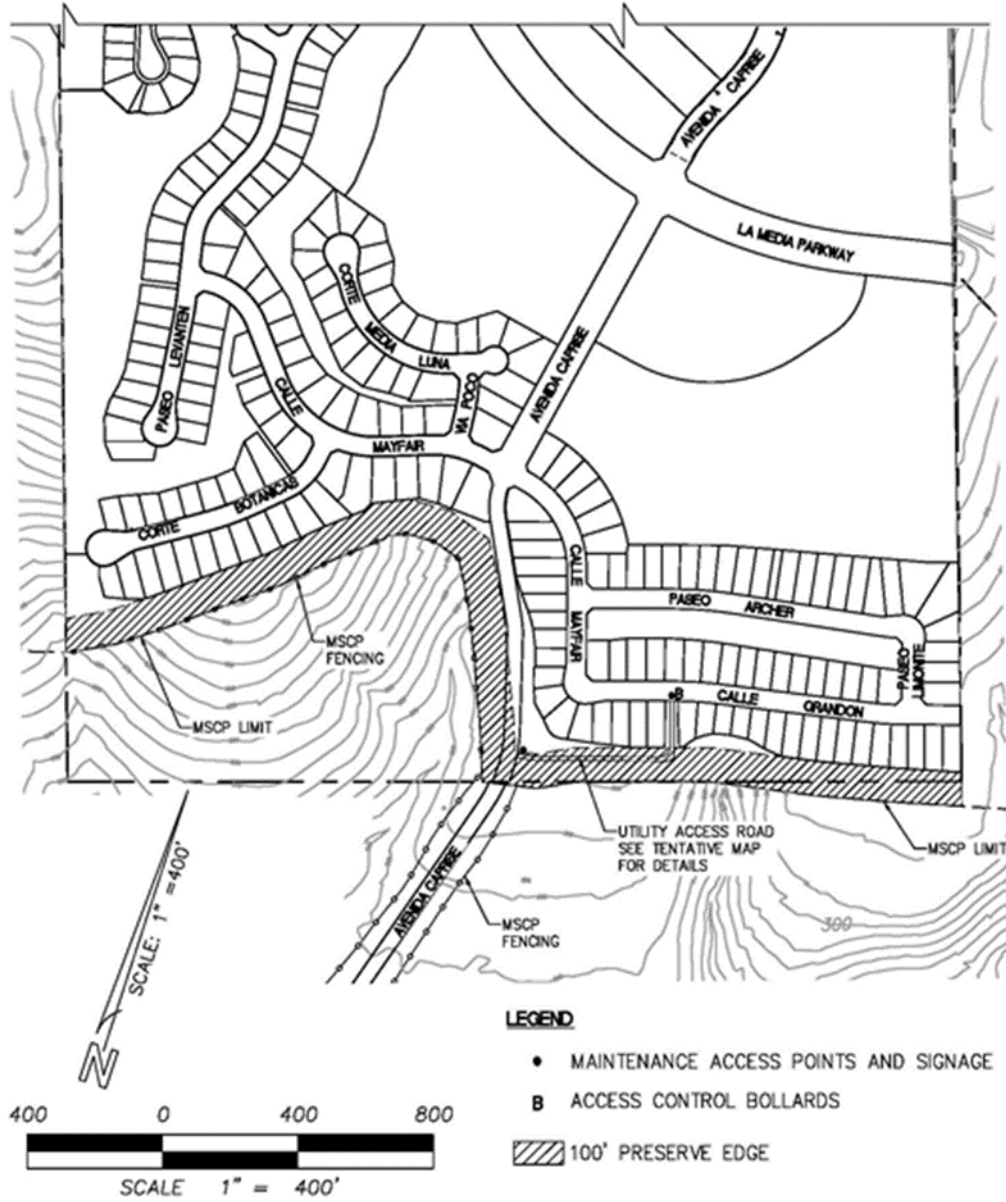 AVENIDA CAPRISE
LA MEDIA PARKWAY
CORTE
MEDIA
LUNA
PASEO LEVANTEN
CALLE
VIA POCO
AVENIDA CAPRISE
MAYFAIR
CORTE BOTANICAS
CALLE MAYFAIR
PASEO ARCHER
PASEO
LIMONTE
MSCP
FENCING
B
CALLE GRANDON
MSCP LIMIT
UTILITY ACCESS ROAD
SEE TENTATIVE MAP
FOR DETAILS
MSCP LIMIT
AVENIDA CAPRISE
MSCP
FENCING
300
SCALE: 1" =400'
N
LEGEND
MAINTENANCE ACCESS POINTS AND SIGNAGE
B ACCESS CONTROL BOLLARDS
100' PRESERVE EDGE
400 0 400 800
SCALE 1" = 400'